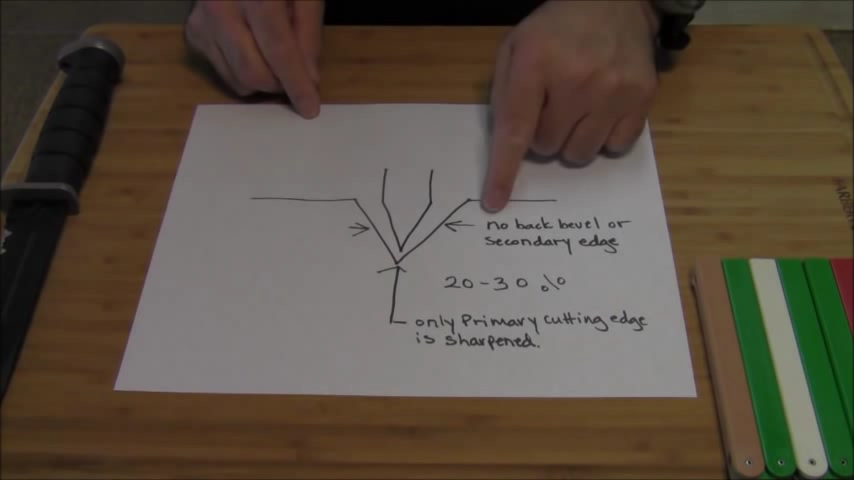 no back bevel or
secondary edge
20-30 %
only Primary cutting edge
is sharpened.